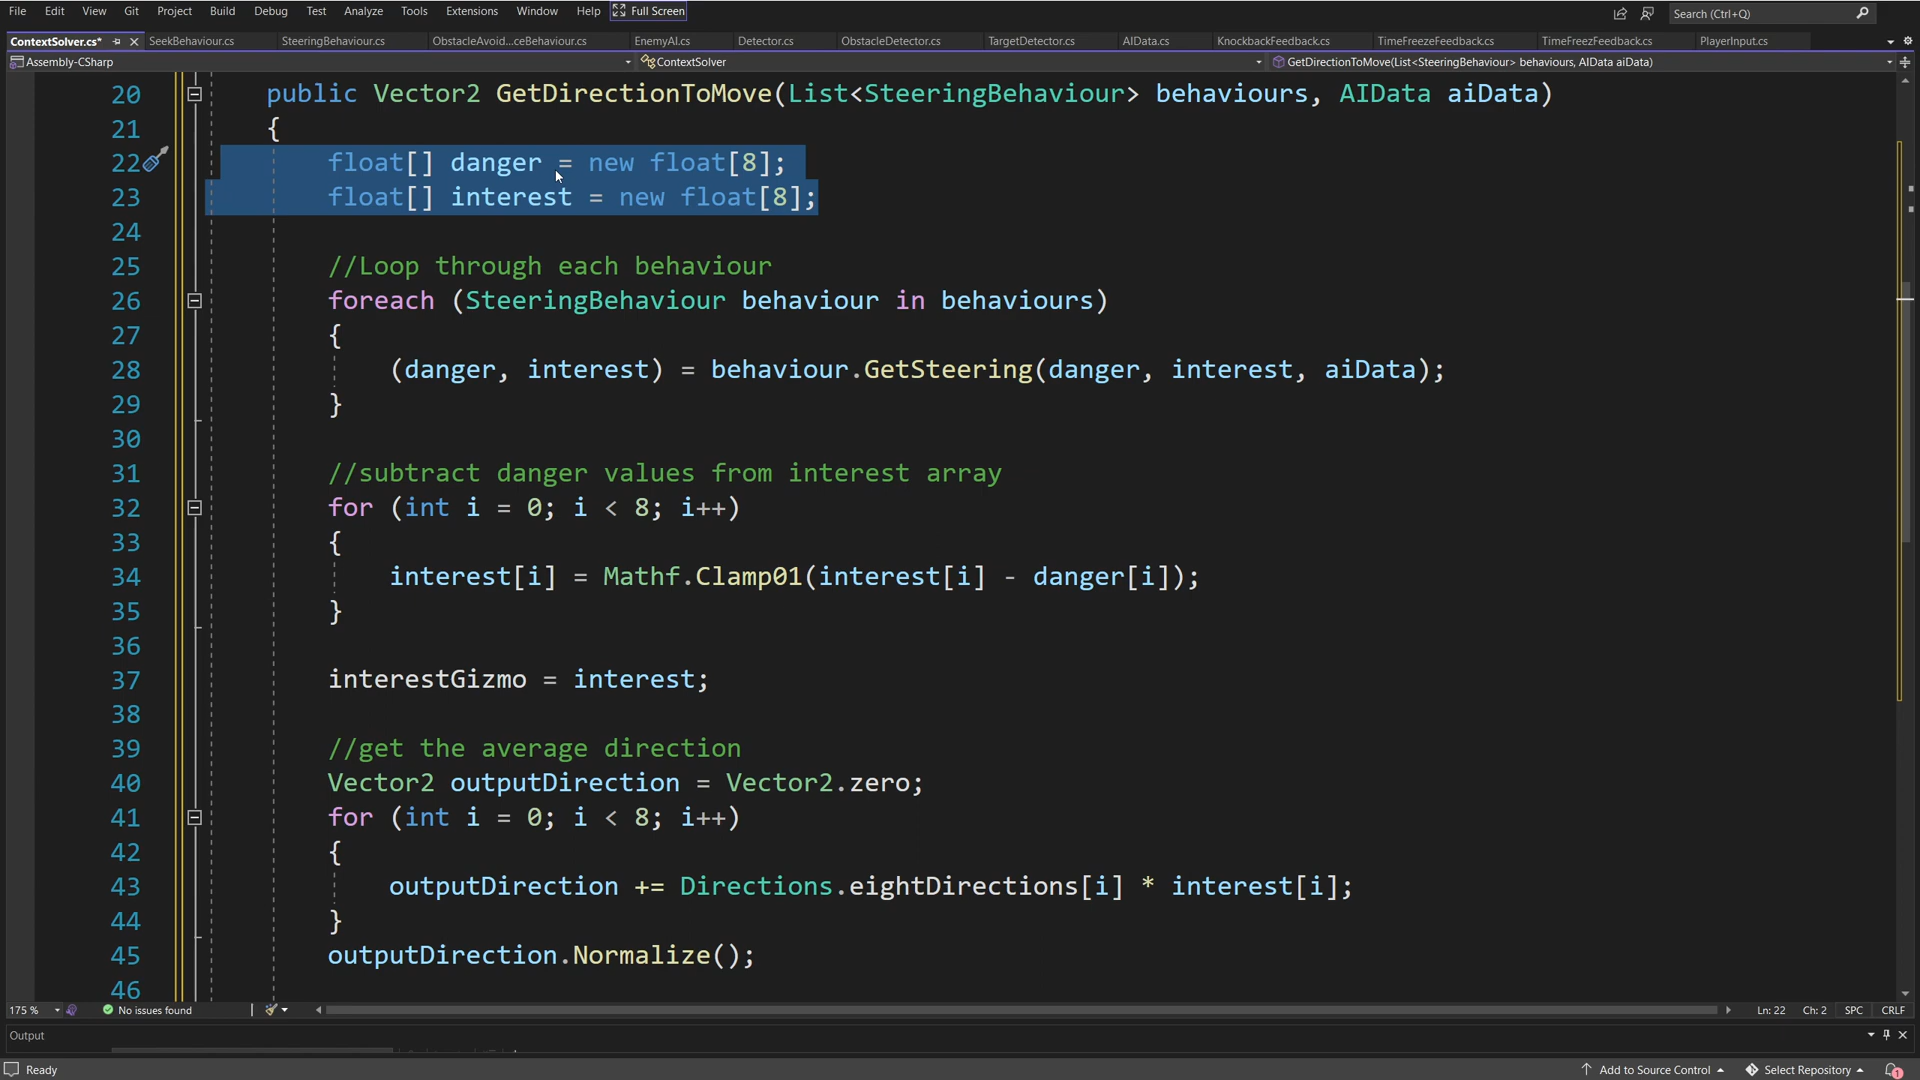 File Edit View Git Project Build Debug Test Analyze Tools Extensions Window Help Full Screen Search (Ctrl+Q)
ContextSolver.cs* SeekBehaviour.cs SteeringBehaviour.cs ObstacleAvoid...ceBehaviour.cs EnemyAI.cs Detector.cs ObstacleDetector.cs TargetDetector.cs AIData.cs KnockbackFeedback.cs TimeFreezeFeedback.cs TimeFreezFeedback.cs PlayerInput.cs
Assembly-CSharp ContextSolver GetDirectionToMove(List<SteeringBehaviour> behaviours, AIData aiData)
20 public Vector2 GetDirectionToMove(List<SteeringBehaviour> behaviours, AIData aiData)
21 {
22 float[] danger = new float[8];
23 float[] interest = new float[8];
24
25 //Loop through each behaviour
26 foreach (SteeringBehaviour behaviour in behaviours)
27 {
28 (danger, interest) = behaviour.GetSteering(danger, interest, aiData);
29 }
30
31 //subtract danger values from interest array
32 for (int i = 0; i < 8; i++)
33 {
34 interest[i] = Mathf.Clamp01(interest[i] - danger[i]);
35 }
36
37 interestGizmo = interest;
38
39 //get the average direction
40 Vector2 outputDirection = Vector2.zero;
41 for (int i = 0; i < 8; i++)
42 {
43 outputDirection += Directions.eightDirections[i] * interest[i];
44 }
45 outputDirection.Normalize();
46
175 % No issues found Ln: 22 Ch: 2 SPC CRLF
Output
Ready Add to Source Control Select Repository 1